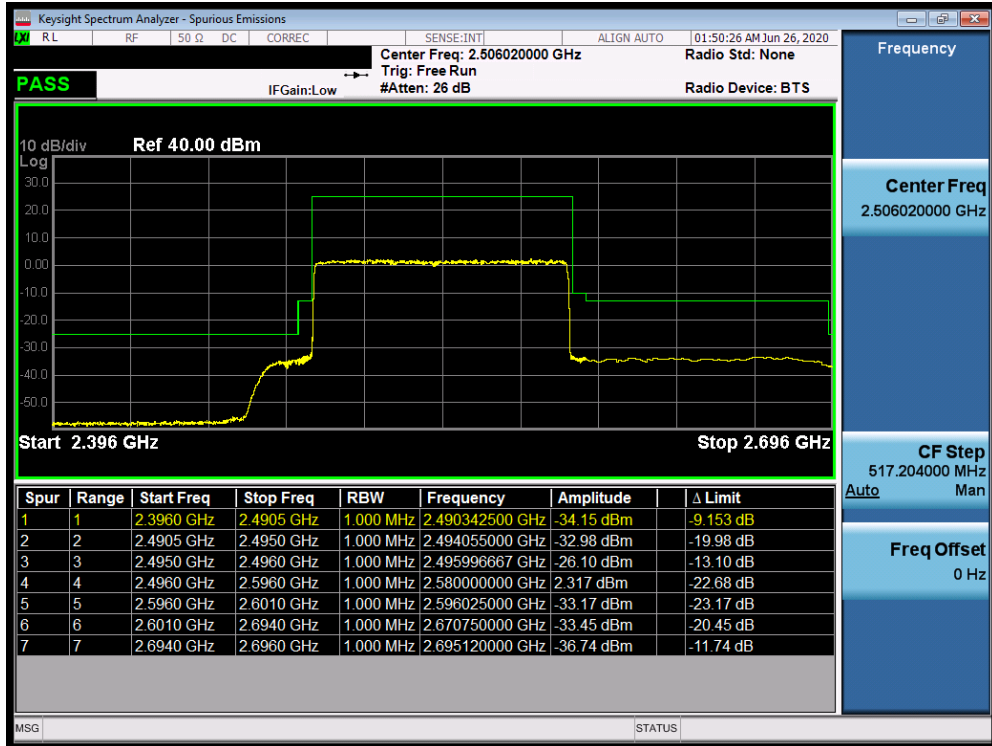 Keysight Spectrum Analyzer - Spurious Emissions
LXI RL RF 50 Ω DC CORREC SENSE:INT ALIGN AUTO 01:50:26 AM Jun 26, 2020
Center Freq: 2.506020000 GHz Radio Std: None
Trig: Free Run
PASS IFGain:Low #Atten: 26 dB Radio Device: BTS
10 dB/div Ref 40.00 dBm
Log
30.0
20.0
10.0
0.00
-10.0
-20.0
-30.0
-40.0
-50.0
Start 2.396 GHz Stop 2.696 GHz
Spur Range Start Freq Stop Freq RBW Frequency Amplitude Δ Limit
1 1 2.3960 GHz 2.4905 GHz 1.000 MHz 2.490342500 GHz -34.15 dBm -9.153 dB
2 2 2.4905 GHz 2.4950 GHz 1.000 MHz 2.494055000 GHz -32.98 dBm -19.98 dB
3 3 2.4950 GHz 2.4960 GHz 1.000 MHz 2.495996667 GHz -26.10 dBm -13.10 dB
4 4 2.4960 GHz 2.5960 GHz 1.000 MHz 2.580000000 GHz 2.317 dBm -22.68 dB
5 5 2.5960 GHz 2.6010 GHz 1.000 MHz 2.596025000 GHz -33.17 dBm -23.17 dB
6 6 2.6010 GHz 2.6940 GHz 1.000 MHz 2.670750000 GHz -33.45 dBm -20.45 dB
7 7 2.6940 GHz 2.6960 GHz 1.000 MHz 2.695120000 GHz -36.74 dBm -11.74 dB
MSG STATUS
Frequency
Center Freq
2.506020000 GHz
CF Step
517.204000 MHz
Auto Man
Freq Offset
0 Hz